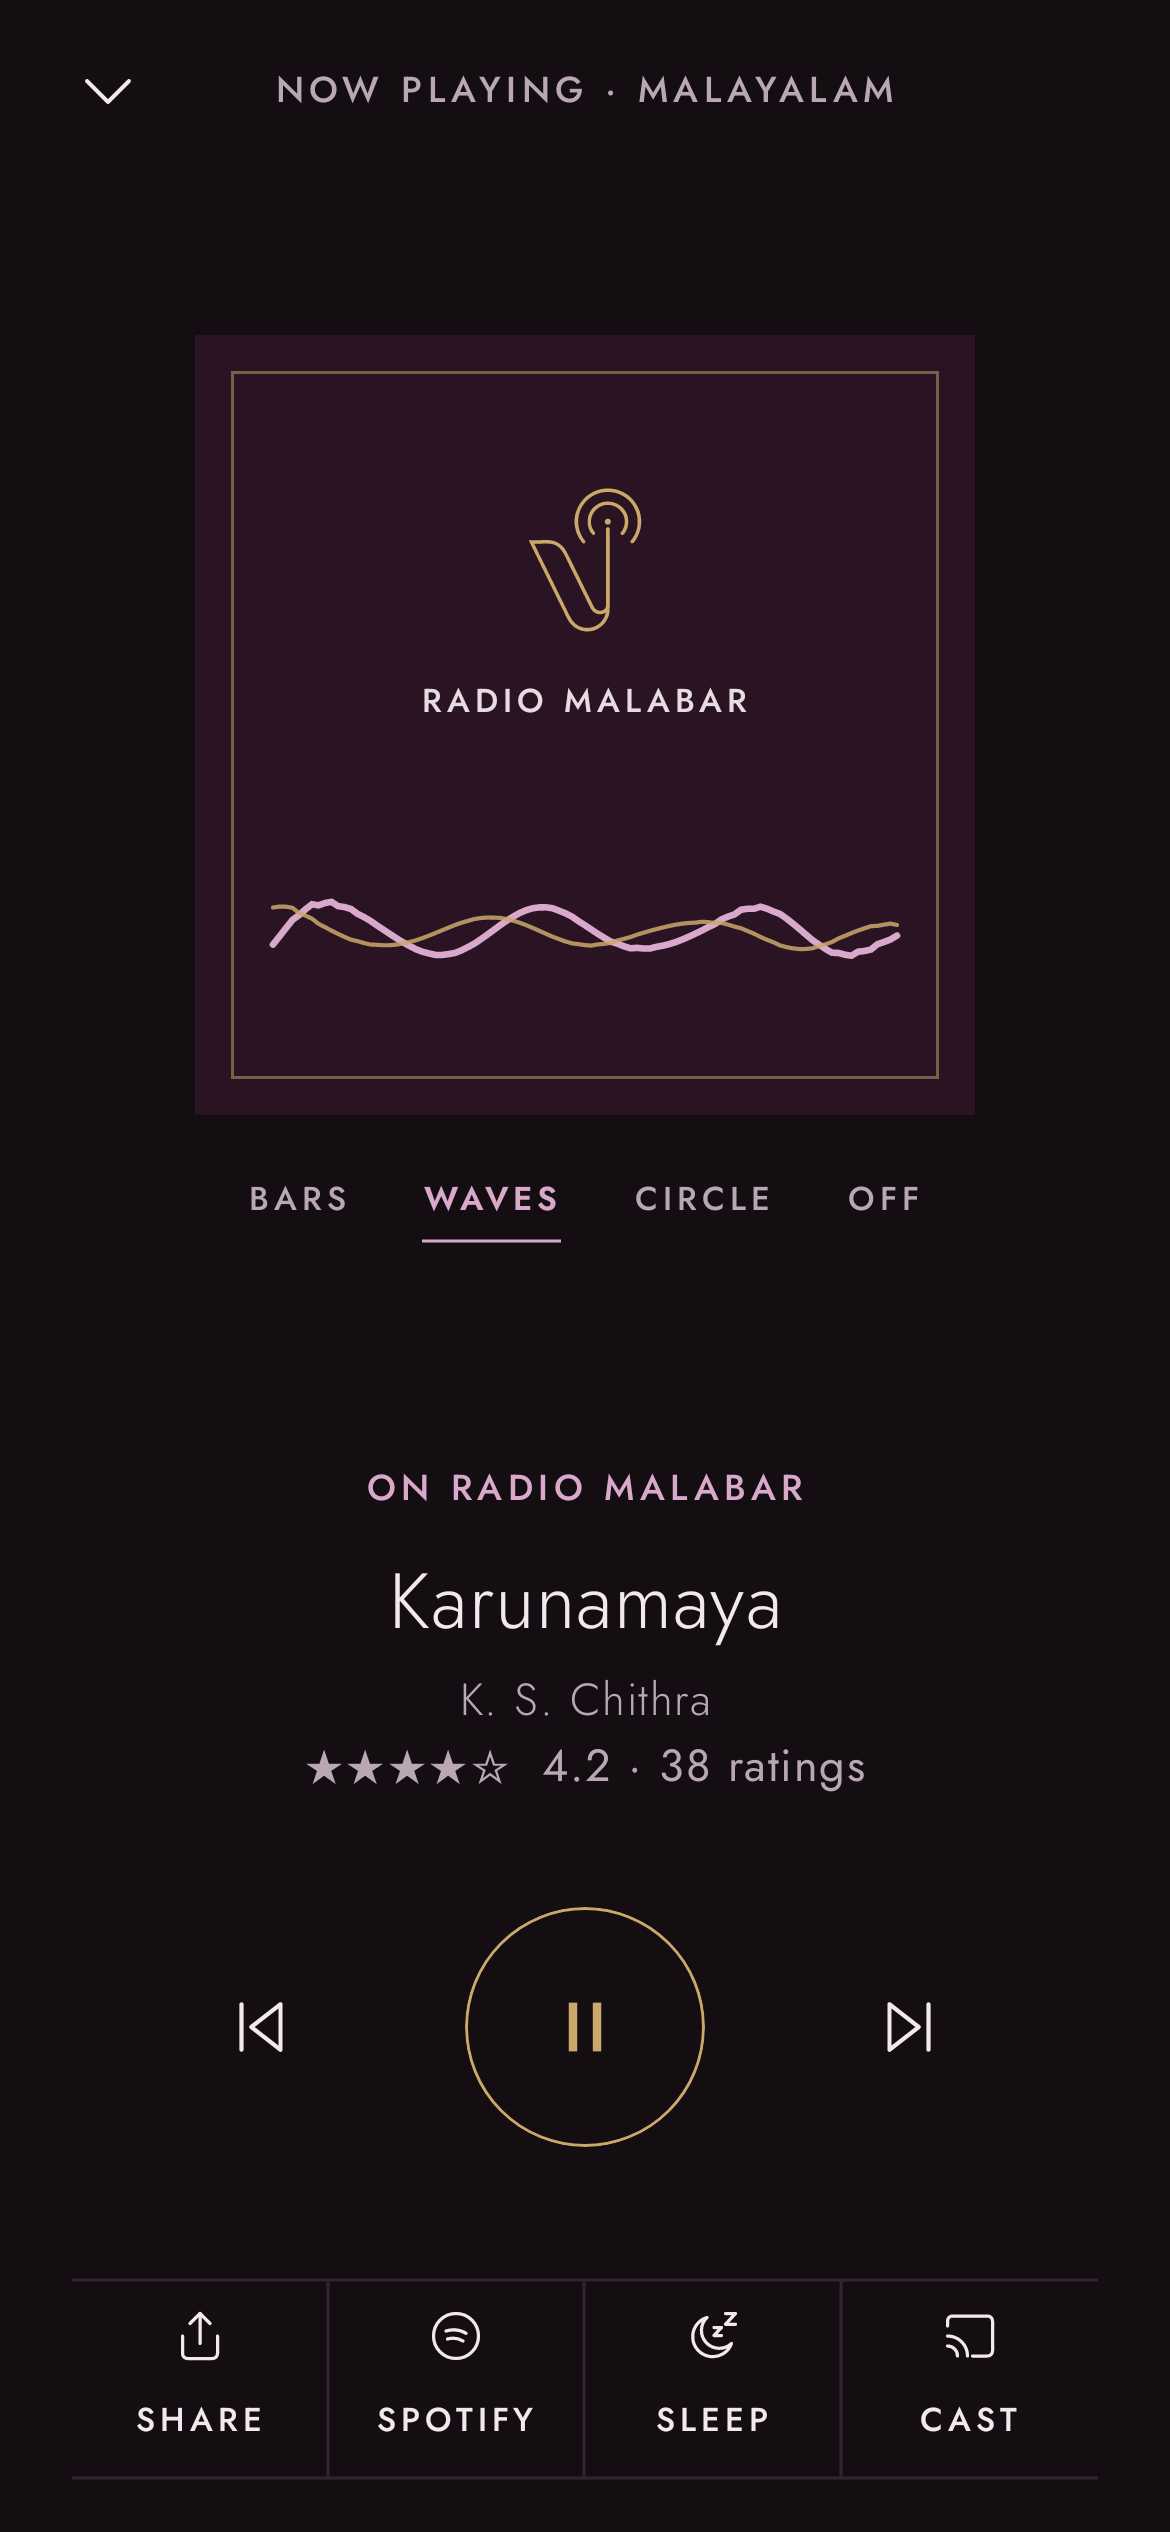 NOW PLAYING · MALAYALAM
RADIO MALABAR
BARS WAVES CIRCLE OFF
ON RADIO MALABAR
Karunamaya
K. S. Chithra
★★★★☆ 4.2 · 38 ratings
SHARE SPOTIFY SLEEP CAST